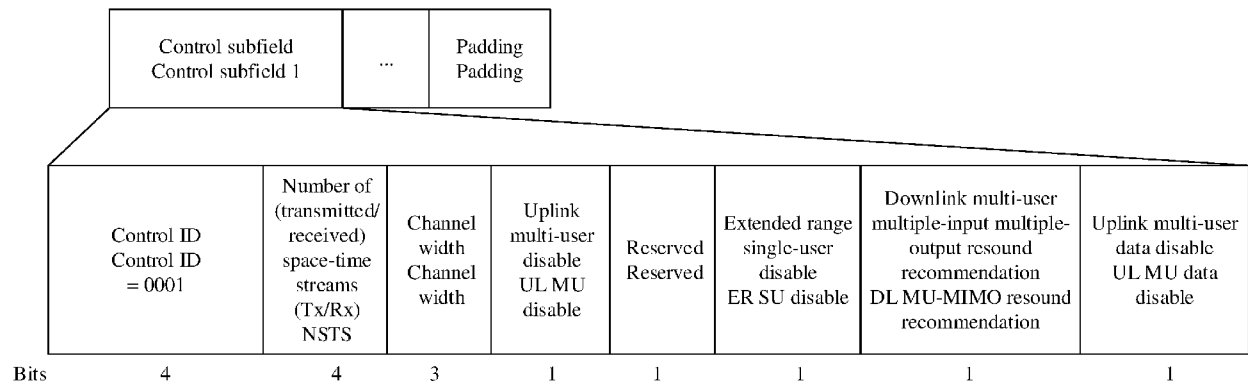 Control subfield
Control subfield 1
...
Padding
Padding
Control ID
Control ID
= 0001
Number of
(transmitted/
received)
space-time
streams
(Tx/Rx)
NSTS
Channel
width
Channel
width
Uplink
multi-user
disable
UL MU
disable
Reserved
Reserved
Extended range
single-user
disable
ER SU disable
Downlink multi-user
multiple-input multiple-
output resound
recommendation
DL MU-MIMO resound
recommendation
Uplink multi-user
data disable
UL MU data
disable
Bits 4 4 3 1 1 1 1 1